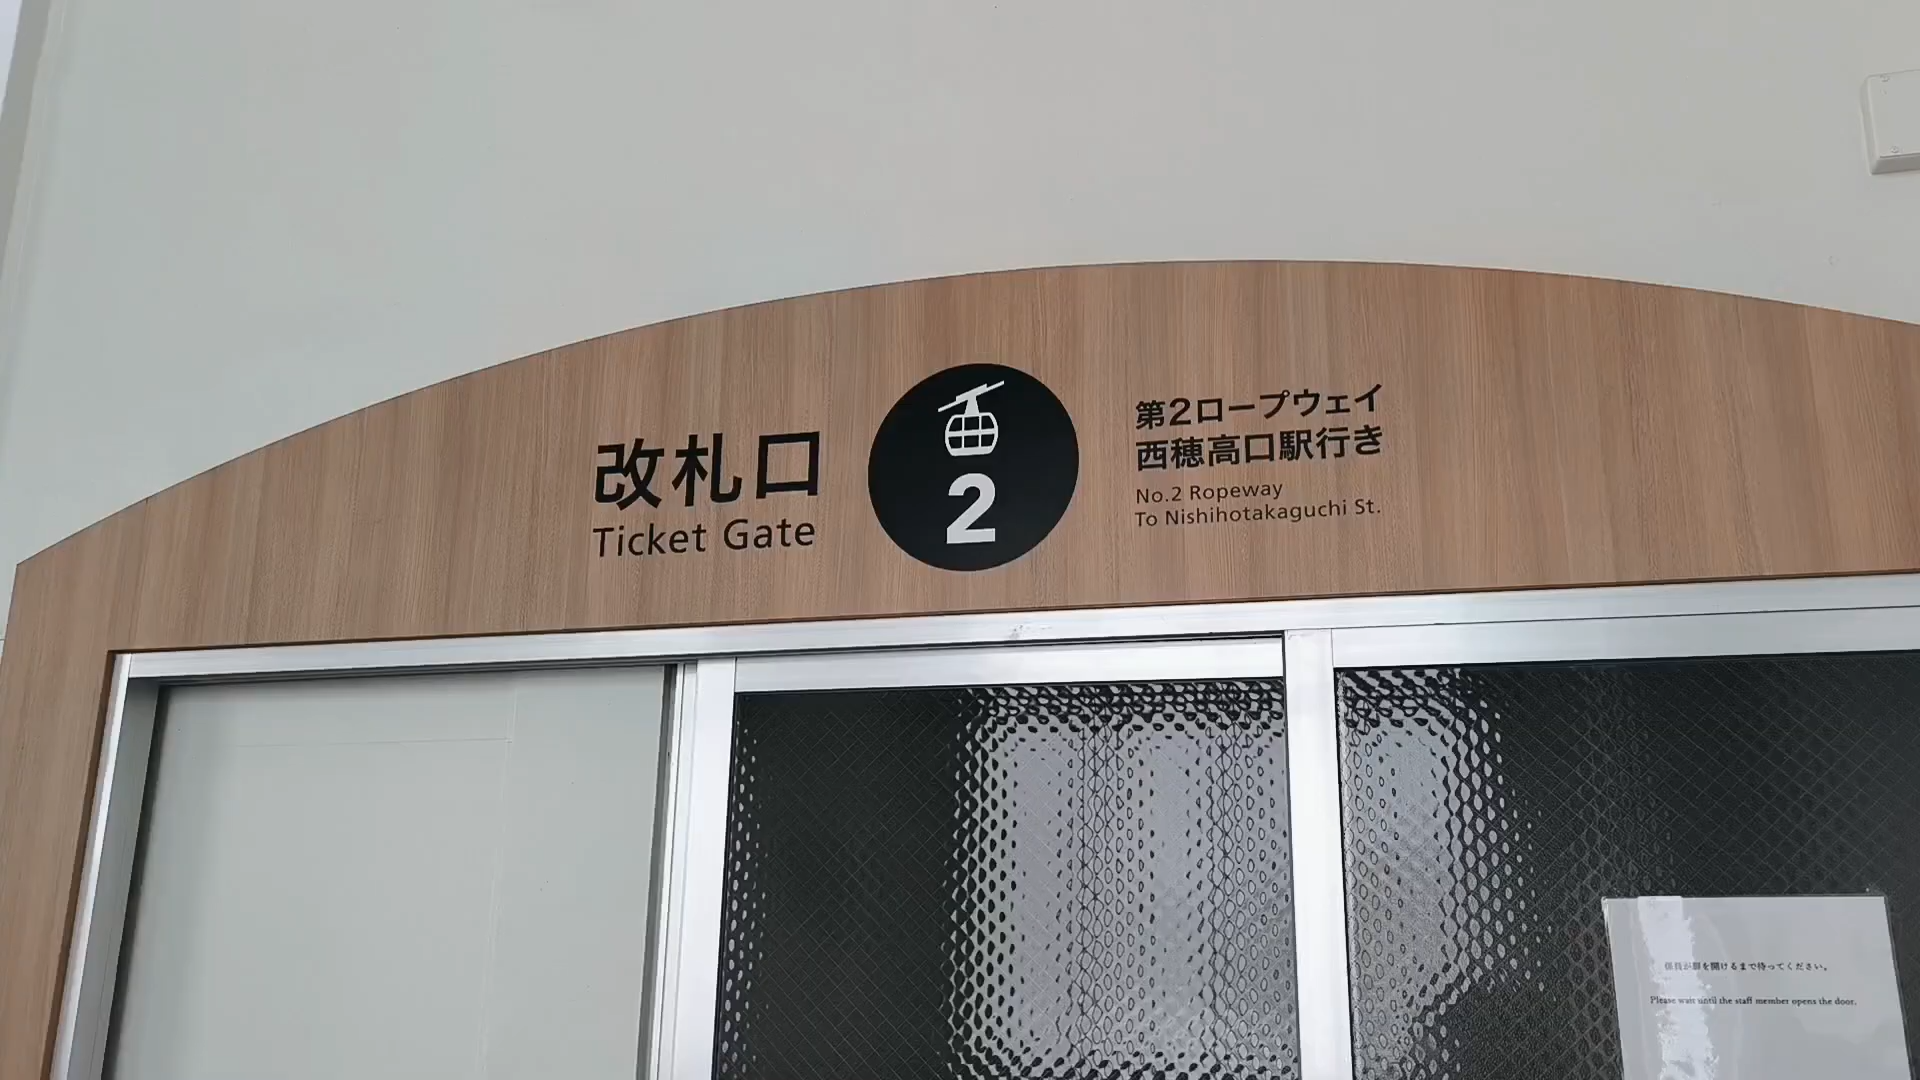 改札口
Ticket Gate
2
第2ロープウェイ
西穂高口駅行き
No.2 Ropeway
To Nishihotakaguchi St.
係員が扉を開けるまで待ってください。
Please wait until the staff member opens the door.